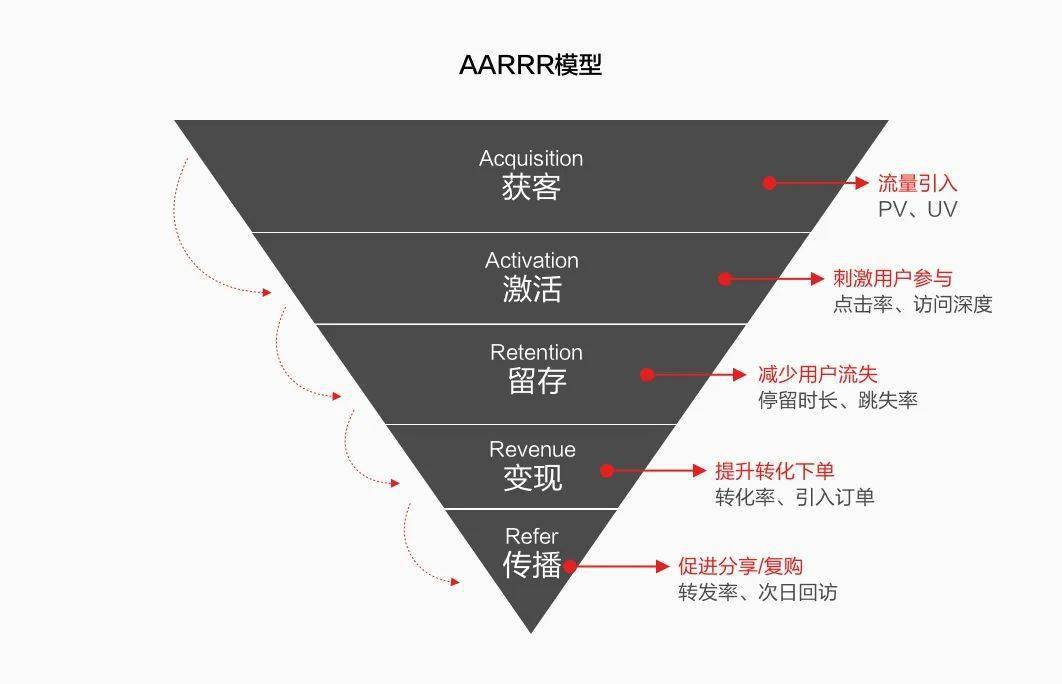 AARRR模型
Acquisition
获客
流量引入
PV、UV
Activation
激活
刺激用户参与
点击率、访问深度
Retention
留存
减少用户流失
停留时长、跳失率
Revenue
变现
提升转化下单
转化率、引入订单
Refer
传播
促进分享/复购
转发率、次日回访